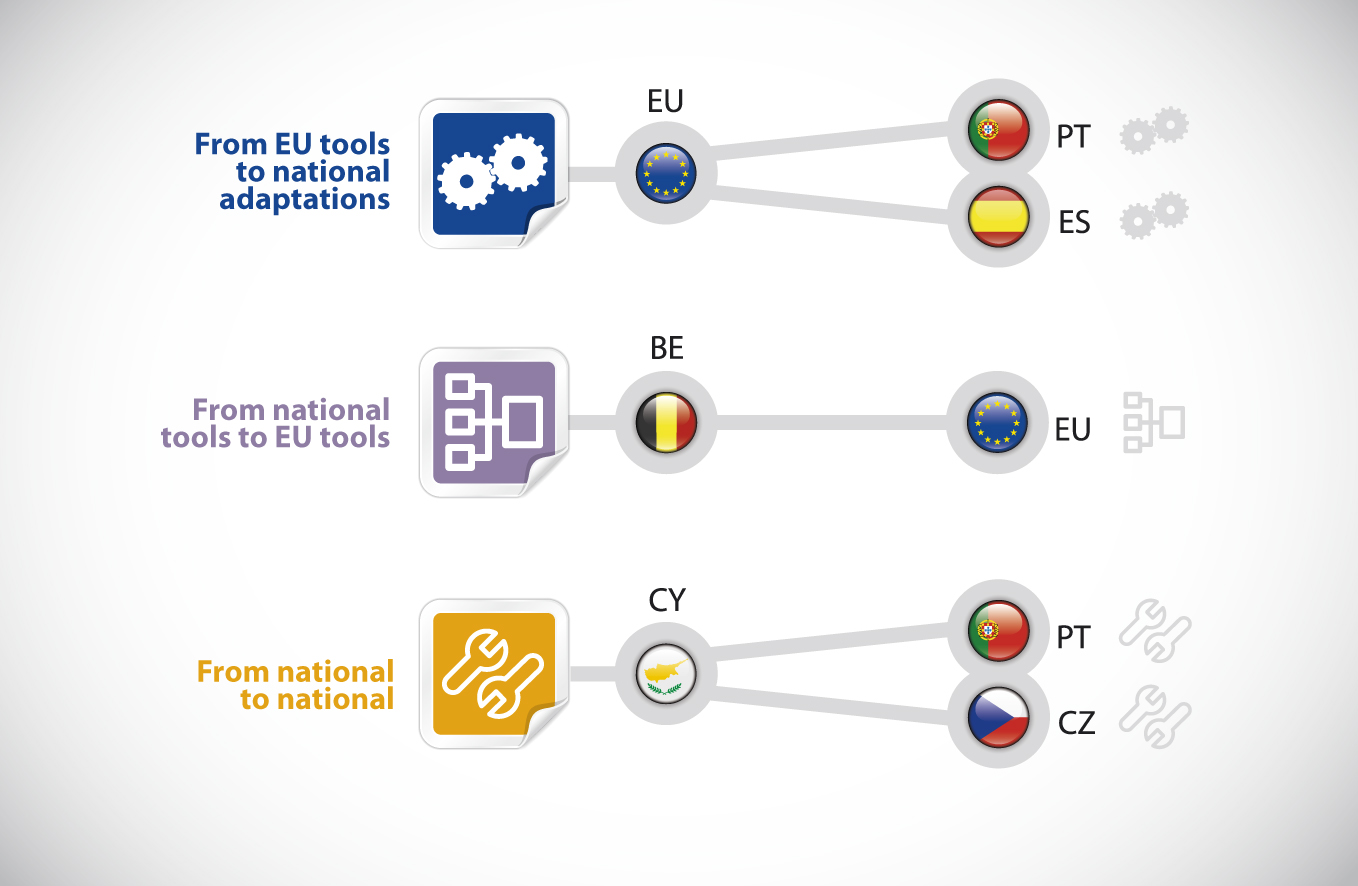 From EU tools
to national
adaptations
EU
PT
ES
From national
tools to EU tools
BE
EU
From national
to national
CY
PT
CZ